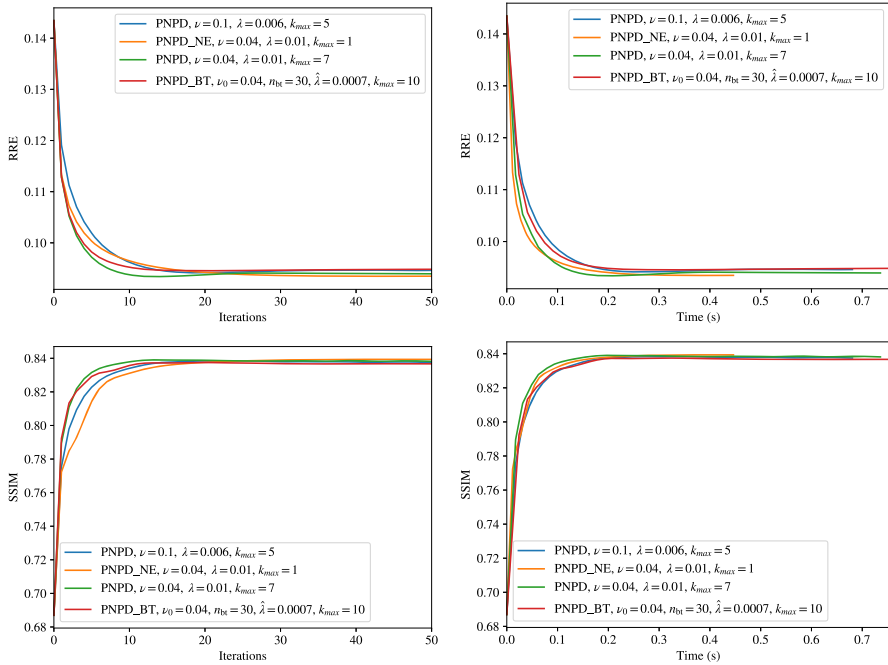 PNPD, ν = 0.1, λ = 0.006, k_max = 5
PNPD_NE, ν = 0.04, λ = 0.01, k_max = 1
PNPD, ν = 0.04, λ = 0.01, k_max = 7
PNPD_BT, ν₀ = 0.04, n_bt = 30, λ̂ = 0.0007, k_max = 10
RRE
0.14
0.13
0.12
0.11
0.10
0 10 20 30 40 50
Iterations
PNPD, ν = 0.1, λ = 0.006, k_max = 5
PNPD_NE, ν = 0.04, λ = 0.01, k_max = 1
PNPD, ν = 0.04, λ = 0.01, k_max = 7
PNPD_BT, ν₀ = 0.04, n_bt = 30, λ̂ = 0.0007, k_max = 10
RRE
0.14
0.13
0.12
0.11
0.10
0.0 0.1 0.2 0.3 0.4 0.5 0.6 0.7
Time (s)
SSIM
0.84
0.82
0.80
0.78
0.76
0.74
0.72
0.70
0.68
PNPD, ν = 0.1, λ = 0.006, k_max = 5
PNPD_NE, ν = 0.04, λ = 0.01, k_max = 1
PNPD, ν = 0.04, λ = 0.01, k_max = 7
PNPD_BT, ν₀ = 0.04, n_bt = 30, λ̂ = 0.0007, k_max = 10
0 10 20 30 40 50
Iterations
SSIM
0.84
0.82
0.80
0.78
0.76
0.74
0.72
0.70
0.68
PNPD, ν = 0.1, λ = 0.006, k_max = 5
PNPD_NE, ν = 0.04, λ = 0.01, k_max = 1
PNPD, ν = 0.04, λ = 0.01, k_max = 7
PNPD_BT, ν₀ = 0.04, n_bt = 30, λ̂ = 0.0007, k_max = 10
0.0 0.1 0.2 0.3 0.4 0.5 0.6 0.7
Time (s)